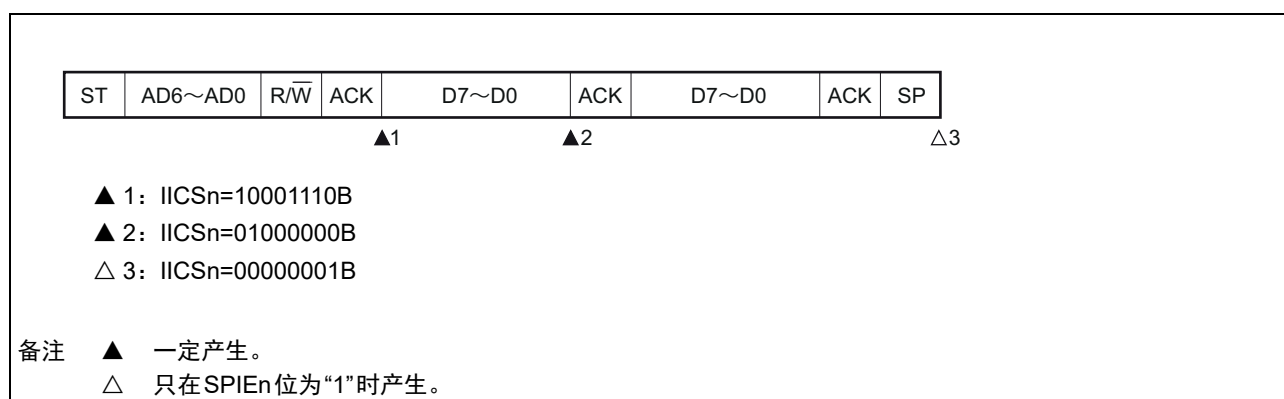 ST AD6～AD0 R/W̅ ACK D7～D0 ACK D7～D0 ACK SP
▲1 ▲2 △3
▲ 1：IICSn=10001110B
▲ 2：IICSn=01000000B
△ 3：IICSn=00000001B
备注 ▲ 一定产生。
△ 只在SPIEn位为“1”时产生。